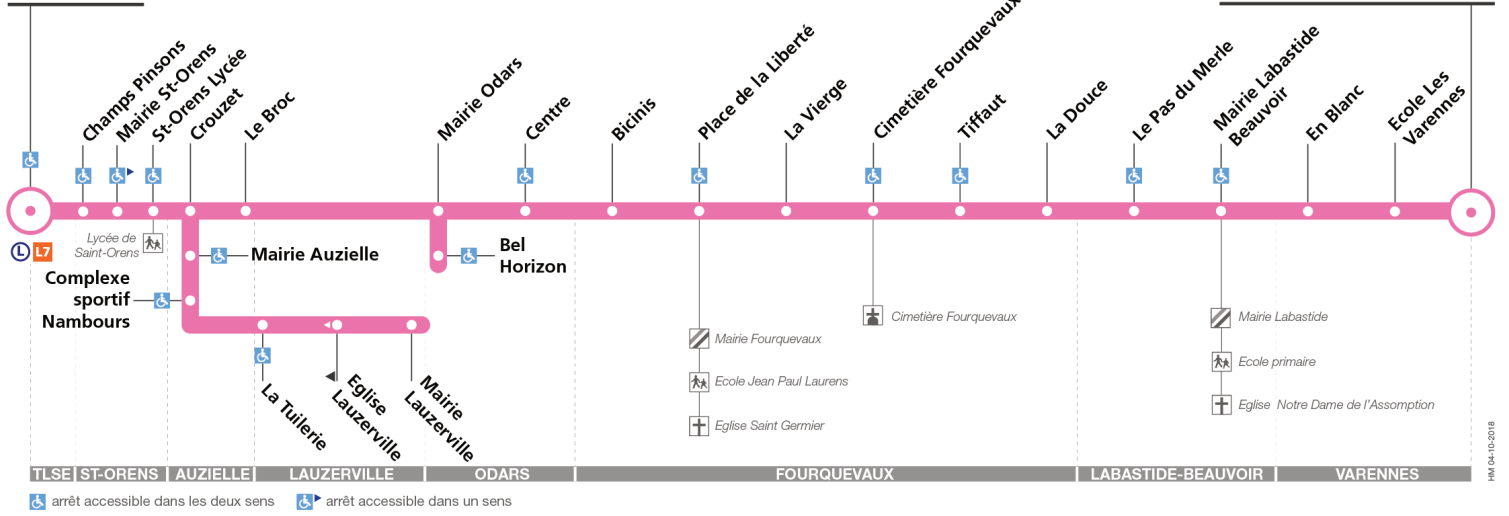 Champs Pinsons
Mairie St-Orens
St-Orens Lycée
Crouzet
Le Broc
Mairie Odars
Centre
Bicinis
Place de la Liberté
La Vierge
Cimetière Fourquevaux
Tiffaut
La Douce
Le Pas du Merle
Mairie Labastide
Beauvoir
En Blanc
Ecole Les
Varennes
L
L7
Lycée de
Saint-Orens
Mairie Auzielle
Complexe
sportif
Nambours
Bel
Horizon
La Tuilerie
Eglise
Lauzerville
Mairie
Lauzerville
Mairie Fourquevaux
Ecole Jean Paul Laurens
Eglise Saint Germier
Cimetière Fourquevaux
Mairie Labastide
Ecole primaire
Eglise Notre Dame de l'Assomption
TLSE
ST-ORENS
AUZIELLE
LAUZERVILLE
ODARS
FOURQUEVAUX
LABASTIDE-BEAUVOIR
VARENNES
arrêt accessible dans les deux sens
arrêt accessible dans un sens
HM 04-10-2018